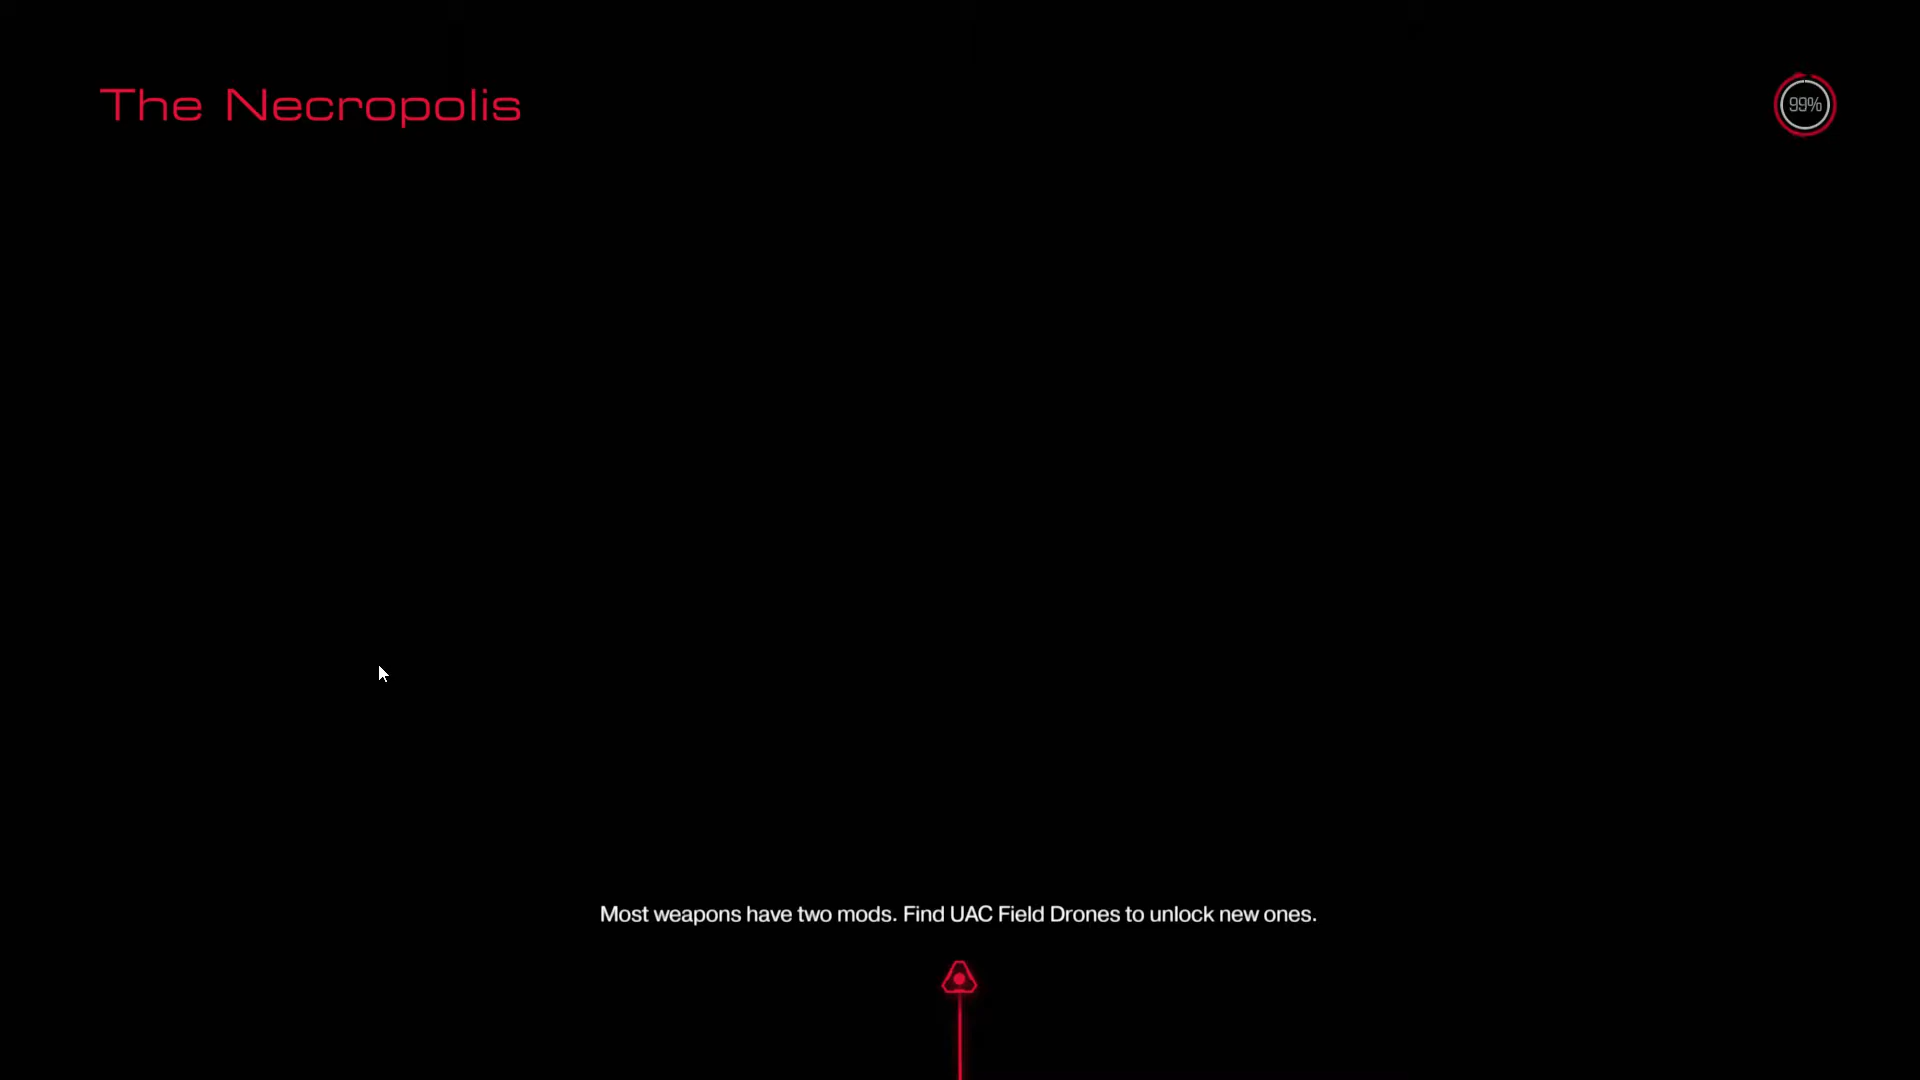 The Necropolis
99%
Most weapons have two mods. Find UAC Field Drones to unlock new ones.